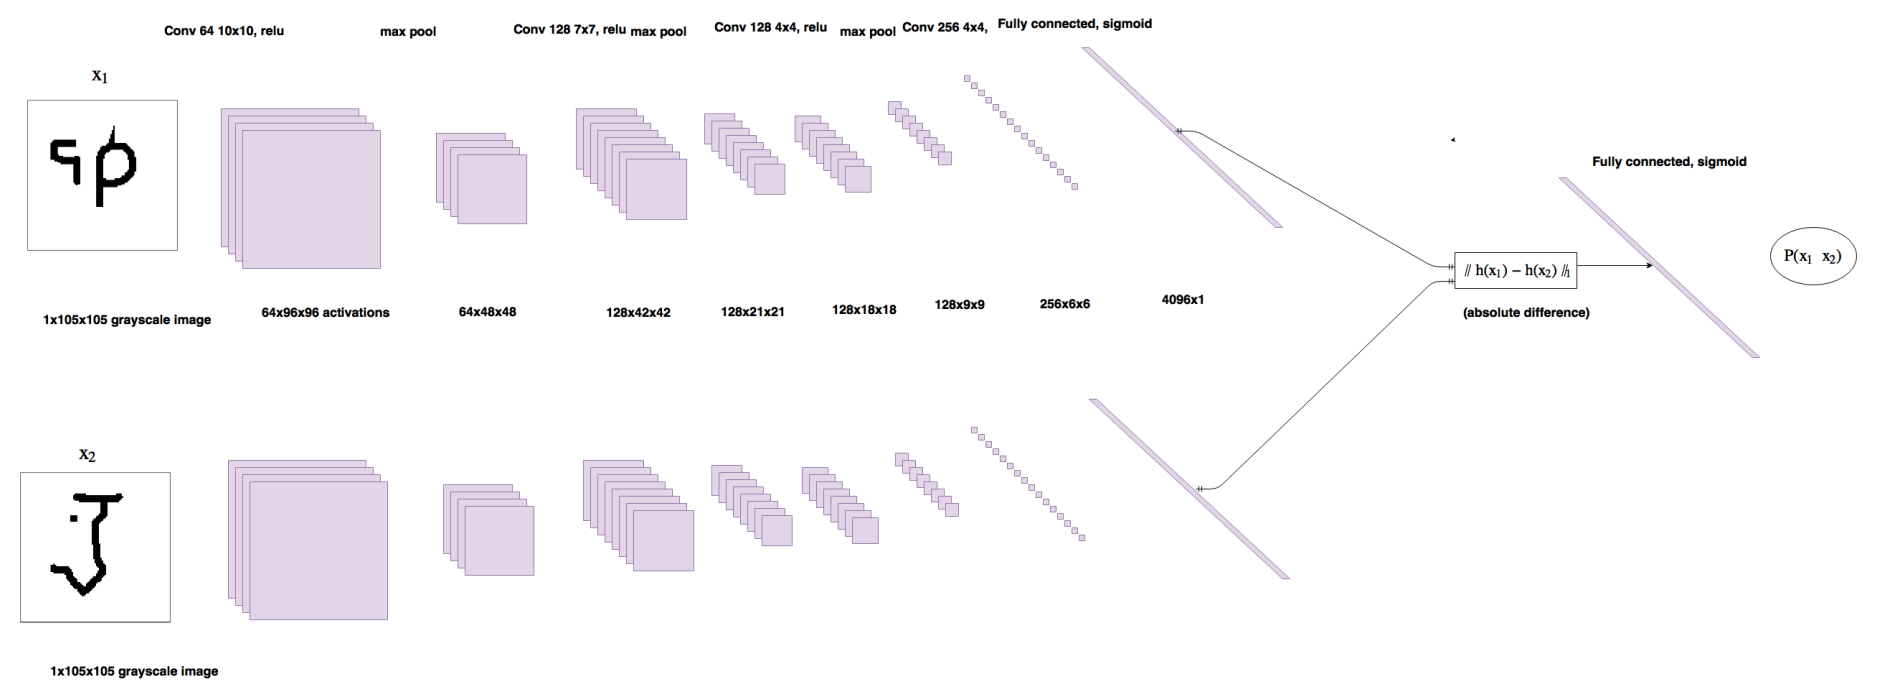 Conv 64 10x10, relu
max pool
Conv 128 7x7, relu
max pool
Conv 128 4x4, relu
max pool
Conv 256 4x4,
Fully connected, sigmoid
x1
Fully connected, sigmoid
// h(x1) − h(x2) //1
(absolute difference)
P(x1 x2)
1x105x105 grayscale image
64x96x96 activations
64x48x48
128x42x42
128x21x21
128x18x18
128x9x9
256x6x6
4096x1
x2
1x105x105 grayscale image